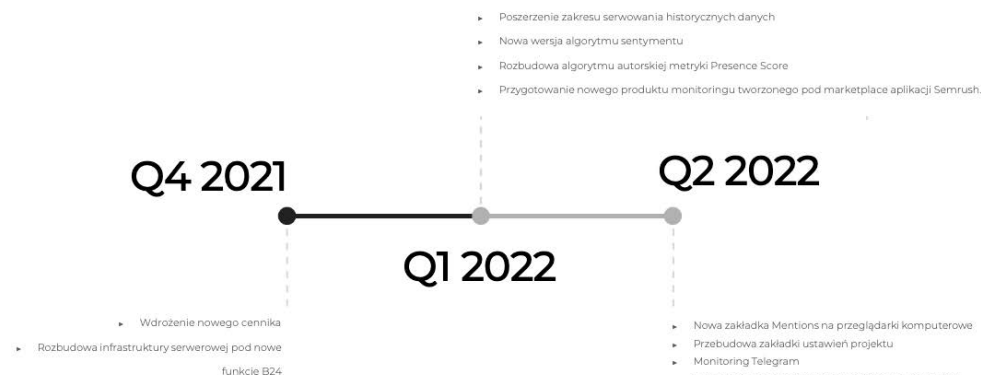 ► Poszerzenie zakresu serwowania historycznych danych
► Nowa wersja algorytmu sentymentu
► Rozbudowa algorytmu autorskiej metryki Presence Score
► Przygotowanie nowego produktu monitoringu tworzonego pod marketplace aplikacji Semrush.
Q4 2021
Q2 2022
Q1 2022
► Wdrożenie nowego cennika
► Rozbudowa infrastruktury serwerowej pod nowe
funkcje B24
► Nowa zakładka Mentions na przeglądarki komputerowe
► Przebudowa zakładki ustawień projektu
► Monitoring Telegram